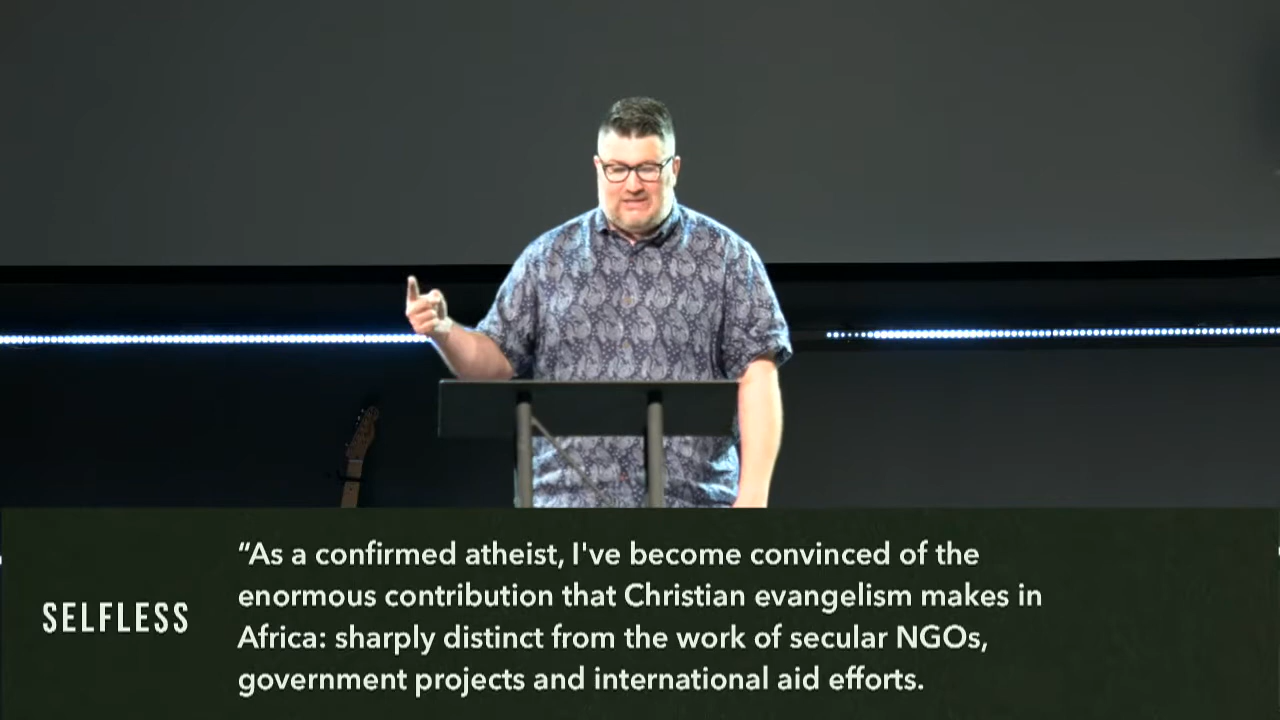 SELFLESS
“As a confirmed atheist, I've become convinced of the
enormous contribution that Christian evangelism makes in
Africa: sharply distinct from the work of secular NGOs,
government projects and international aid efforts.